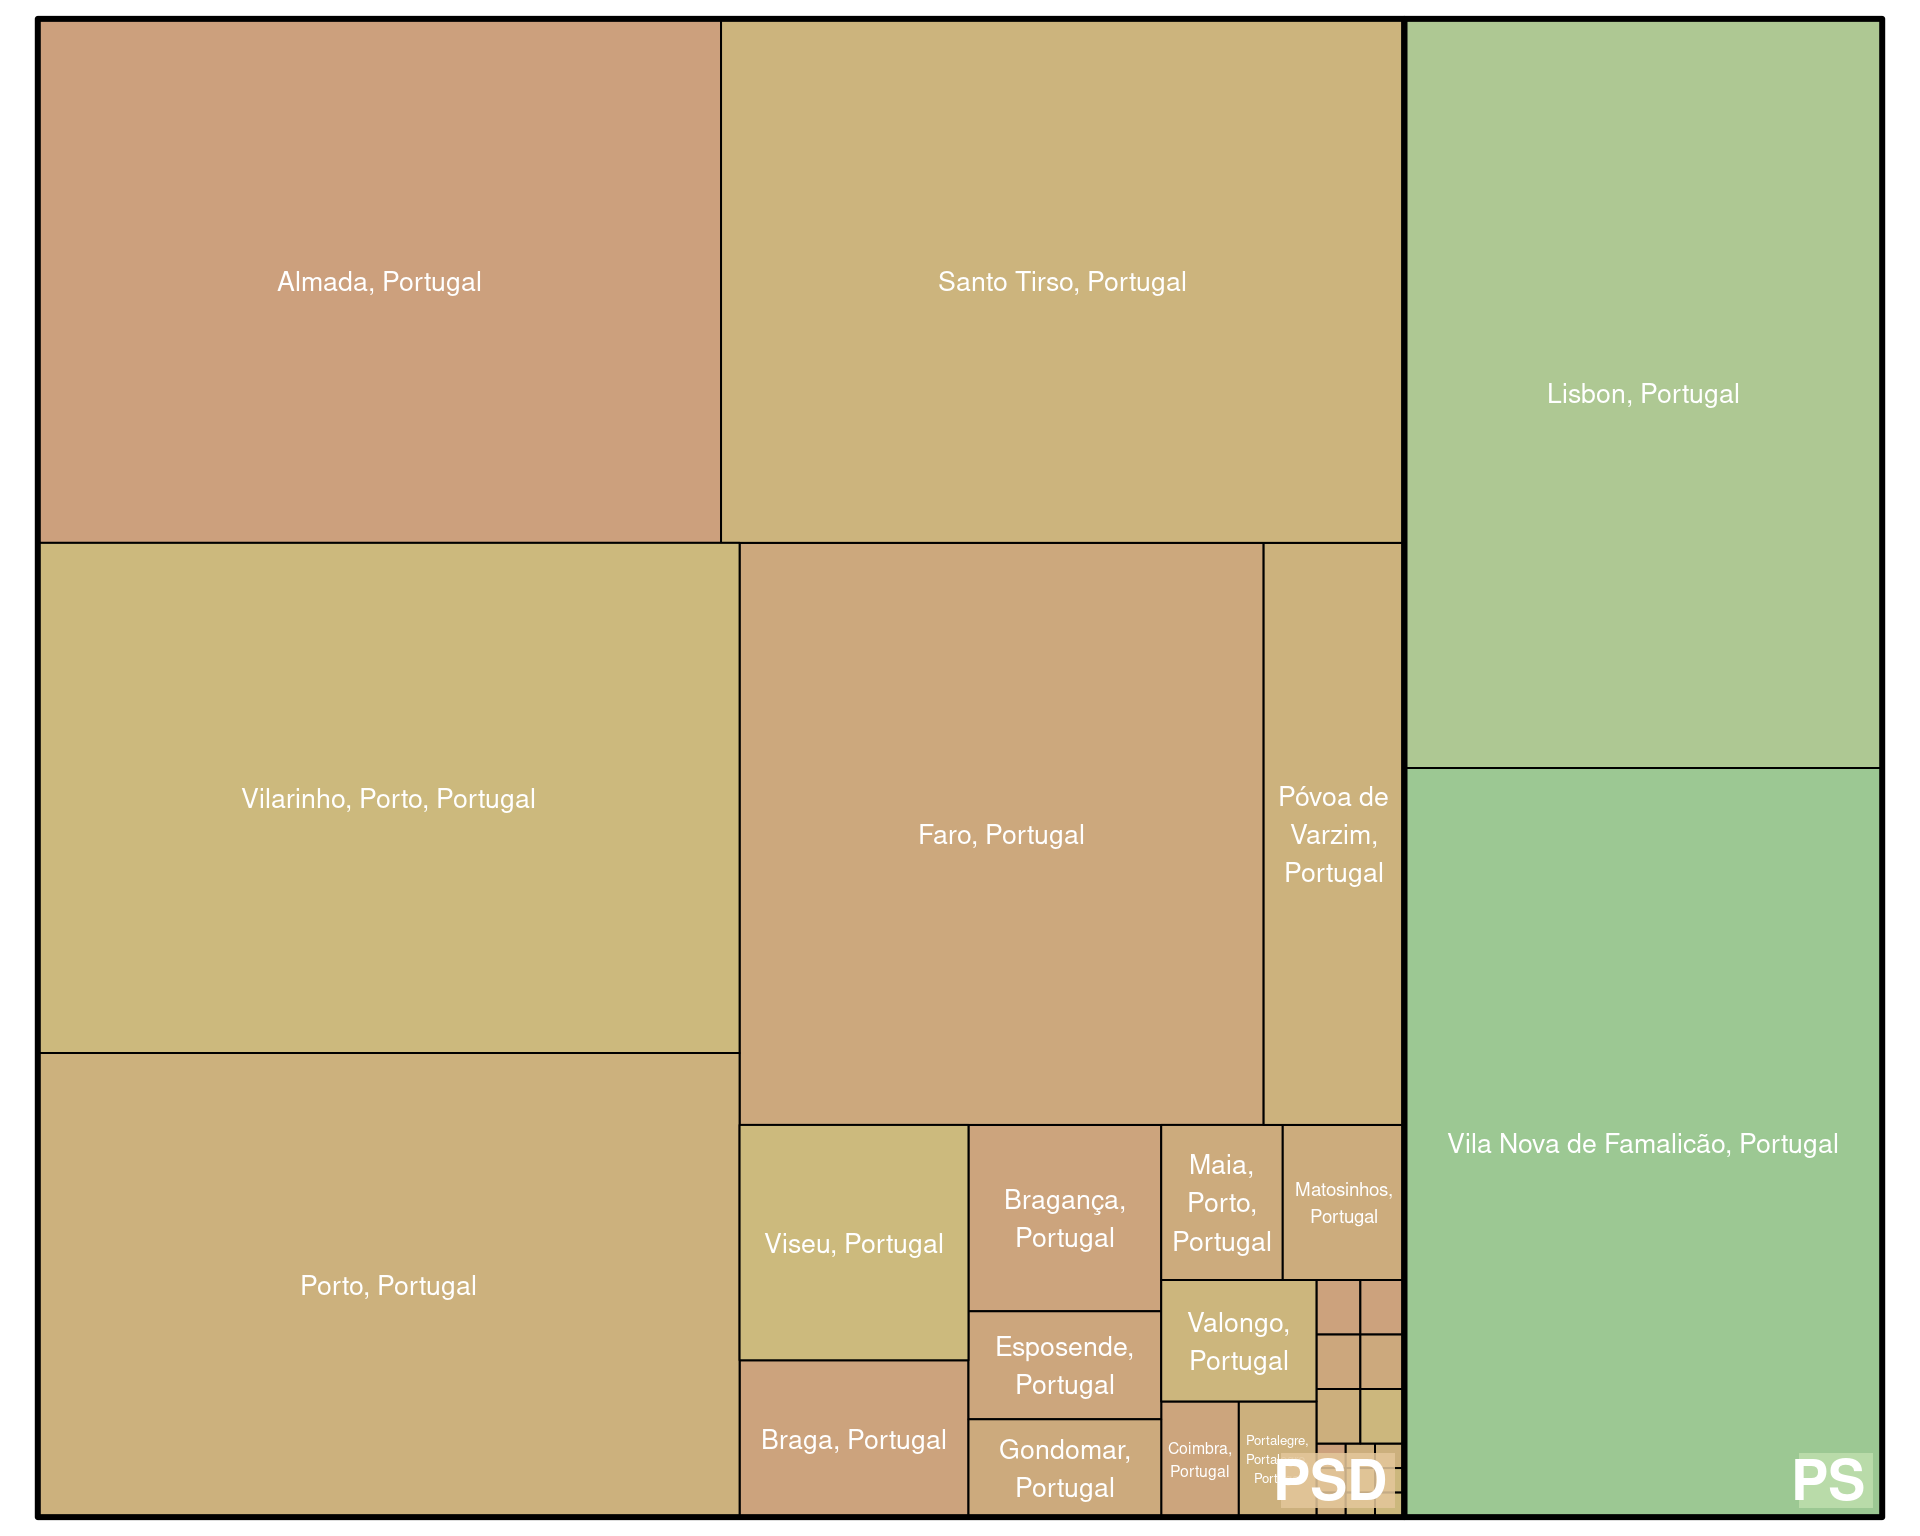 Almada, Portugal
Santo Tirso, Portugal
Lisbon, Portugal
Vilarinho, Porto, Portugal
Faro, Portugal
Póvoa de
Varzim,
Portugal
Vila Nova de Famalicão, Portugal
Porto, Portugal
Viseu, Portugal
Bragança,
Portugal
Maia,
Porto,
Portugal
Matosinhos,
Portugal
Esposende,
Portugal
Valongo,
Portugal
Braga, Portugal
Gondomar,
Portugal
Coimbra,
Portugal
Portalegre,
PSD
PS